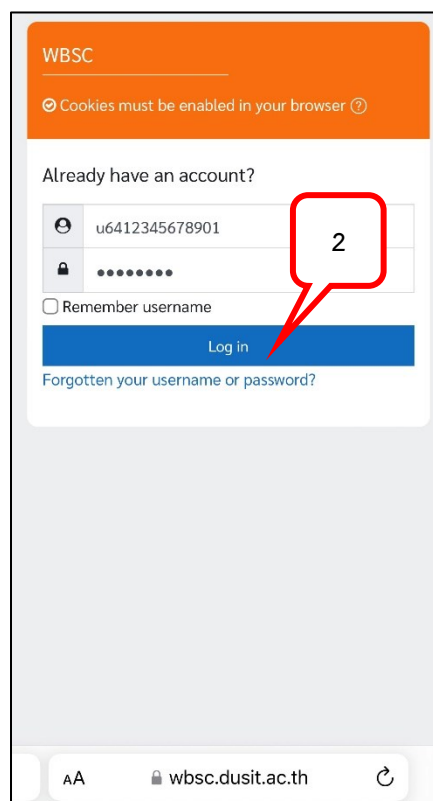 WBSC
Cookies must be enabled in your browser
Already have an account?
u6412345678901
2
••••••••
Remember username
Log in
Forgotten your username or password?
AA wbsc.dusit.ac.th